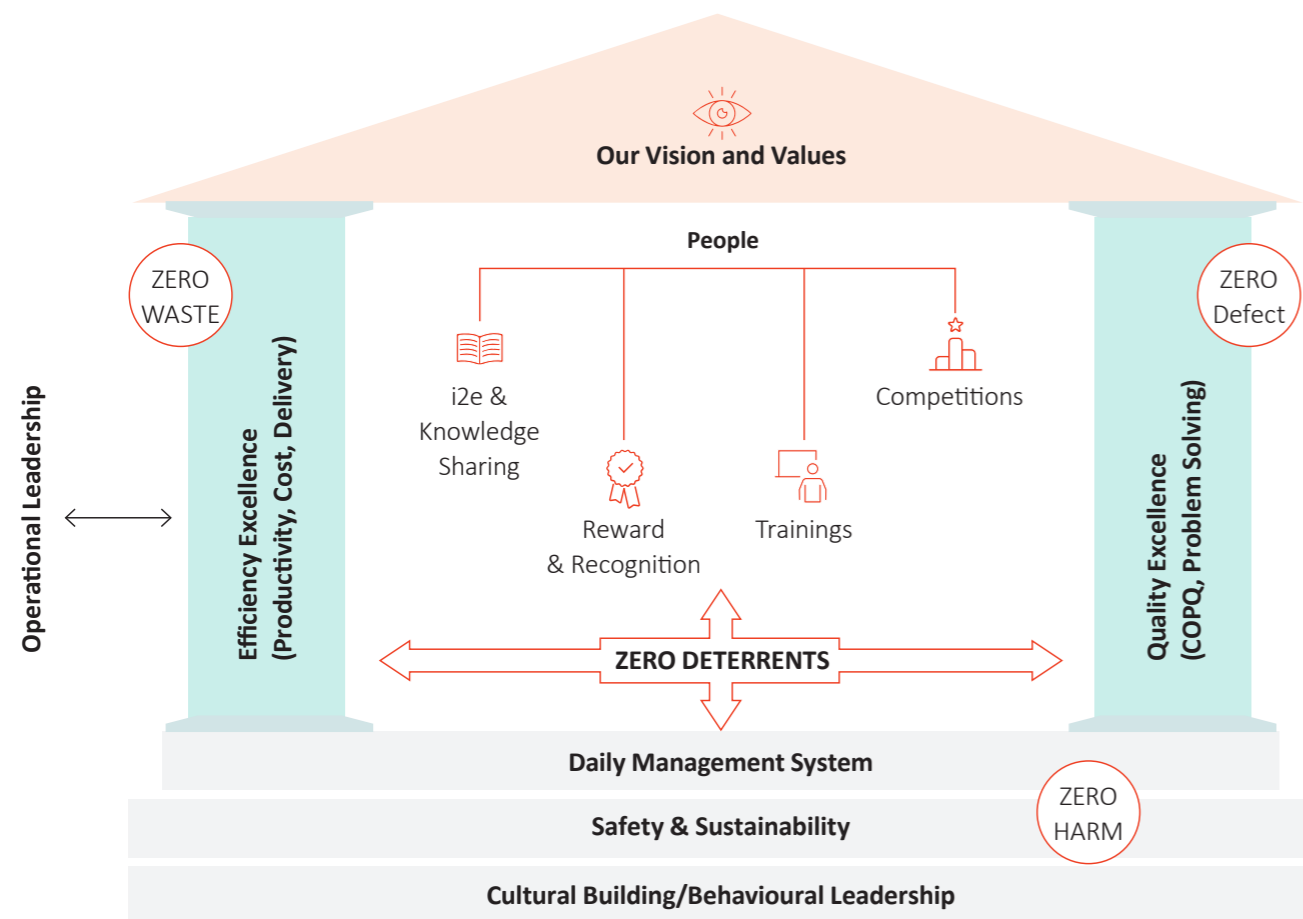 Our Vision and Values
People
ZERO
WASTE
ZERO
Defect
i2e &
Knowledge
Sharing
Reward
& Recognition
Trainings
Competitions
Operational Leadership
Efficiency Excellence
(Productivity, Cost, Delivery)
Quality Excellence
(COPQ, Problem Solving)
ZERO DETERRENTS
Daily Management System
ZERO
HARM
Safety & Sustainability
Cultural Building/Behavioural Leadership